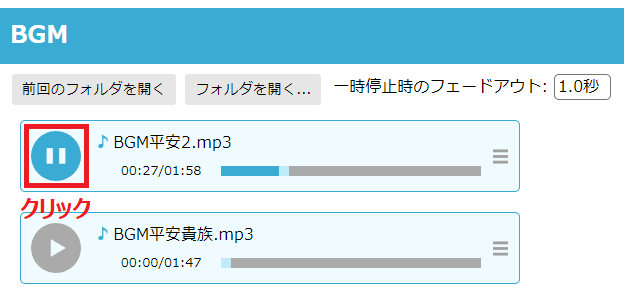 BGM
前回のフォルダを開く フォルダを開く... 一時停止時のフェードアウト: 1.0秒
♪ BGM平安2.mp3
00:27/01:58
クリック
♪ BGM平安貴族.mp3
00:00/01:47